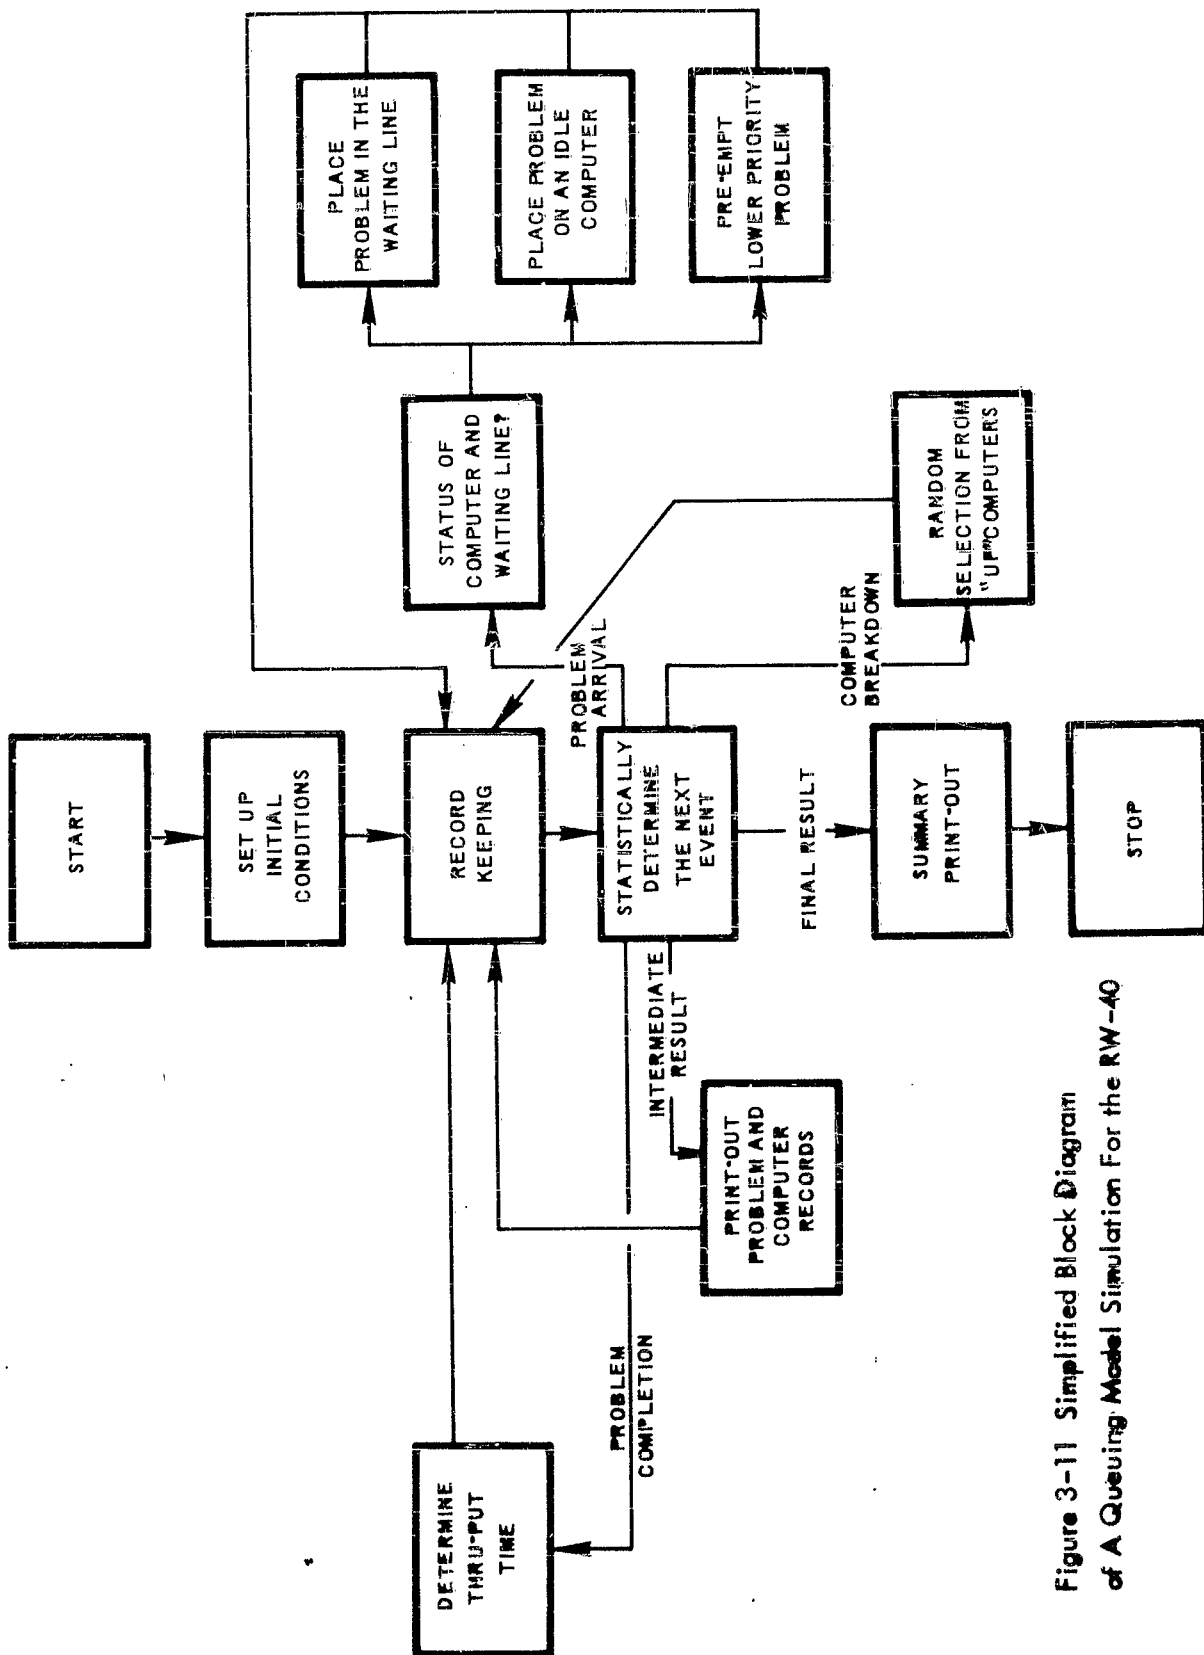 START
SET UP
INITIAL
CONDITIONS
RECORD
KEEPING
STATISTICALLY
DETERMINE
THE NEXT
EVENT
PROBLEM
ARRIVAL
STATUS OF
COMPUTER AND
WAITING LINE?
PLACE
PROBLEM IN THE
WAITING LINE
PLACE PROBLEM
ON AN IDLE
COMPUTER
PRE-EMPT
LOWER PRIORITY
PROBLEM
COMPUTER
BREAKDOWN
RANDOM
SELECTION FROM
"UP" COMPUTERS
INTERMEDIATE
RESULT
PRINT-OUT
PROBLEM AND
COMPUTER
RECORDS
PROBLEM
COMPLETION
DETERMINE
THRU-PUT
TIME
FINAL RESULT
SUMMARY
PRINT-OUT
STOP
Figure 3-11 Simplified Block Diagram
of A Queuing Model Simulation For the RW-40